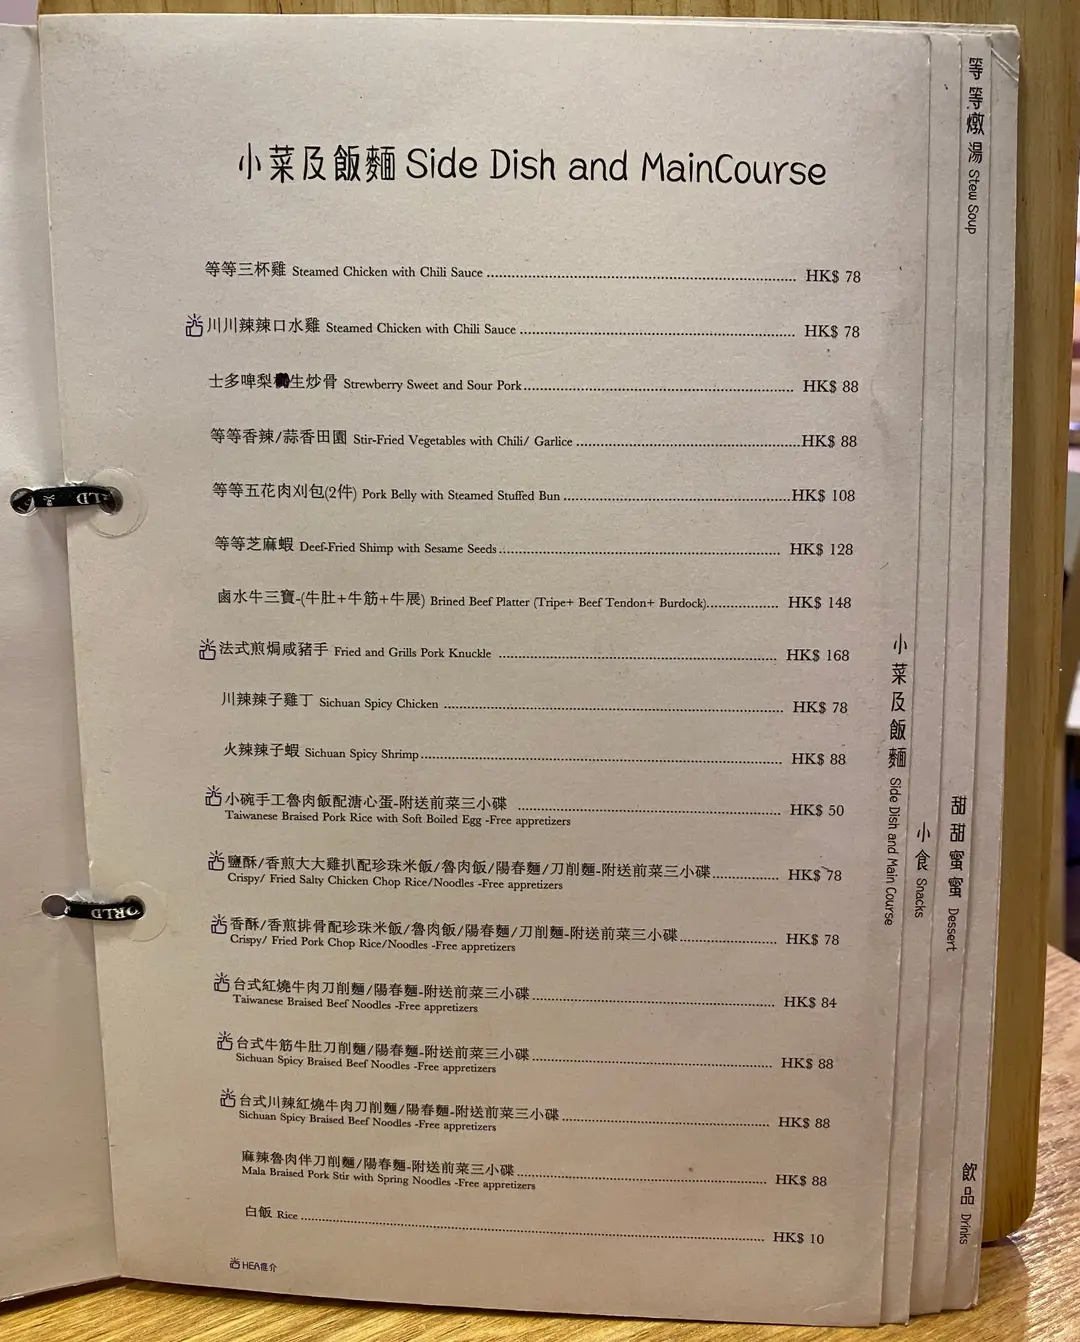 小菜及飯麵 Side Dish and MainCourse
等等三杯雞 Steamed Chicken with Chili Sauce HK$ 78
川川辣辣口水雞 Steamed Chicken with Chili Sauce HK$ 78
士多啤梨生炒骨 Strewberry Sweet and Sour Pork HK$ 88
等等香辣/蒜香田園 Stir-Fried Vegetables with Chili/ Garlice HK$ 88
等等五花肉刈包(2件) Pork Belly with Steamed Stuffed Bun HK$ 108
等等芝麻蝦 Deef-Fried Shimp with Sesame Seeds HK$ 128
鹵水牛三寶-(牛肚+牛筋+牛展) Brined Beef Platter (Tripe+ Beef Tendon+ Burdock) HK$ 148
法式煎焗咸豬手 Fried and Grills Pork Knuckle HK$ 168
川辣辣子雞丁 Sichuan Spicy Chicken HK$ 78
火辣辣子蝦 Sichuan Spicy Shrimp HK$ 88
小碗手工魯肉飯配溏心蛋-附送前菜三小碟 HK$ 50
Taiwanese Braised Pork Rice with Soft Boiled Egg -Free appretizers
鹽酥/香煎大大雞扒配珍珠米飯/魯肉飯/陽春麵/刀削麵-附送前菜三小碟 HK$ 78
Crispy/ Fried Salty Chicken Chop Rice/Noodles -Free appretizers
香酥/香煎排骨配珍珠米飯/魯肉飯/陽春麵/刀削麵-附送前菜三小碟 HK$ 78
Crispy/ Fried Pork Chop Rice/Noodles -Free appretizers
台式紅燒牛肉刀削麵/陽春麵-附送前菜三小碟 HK$ 84
Taiwanese Braised Beef Noodles -Free appretizers
台式牛筋牛肚刀削麵/陽春麵-附送前菜三小碟 HK$ 88
Sichuan Spicy Braised Beef Noodles -Free appretizers
台式川辣紅燒牛肉刀削麵/陽春麵-附送前菜三小碟 HK$ 88
Sichuan Spicy Braised Beef Noodles -Free appretizers
麻辣魯肉伴刀削麵/陽春麵-附送前菜三小碟 HK$ 88
Mala Braised Pork Stir with Spring Noodles -Free appretizers
白飯 Rice HK$ 10
HEA推介
小菜及飯麵 Side Dish and Main Course
小食 Snacks
甜甜蜜蜜 Dessert
等等燉湯 Stew Soup
飲品 Drinks
RLD
ORLD